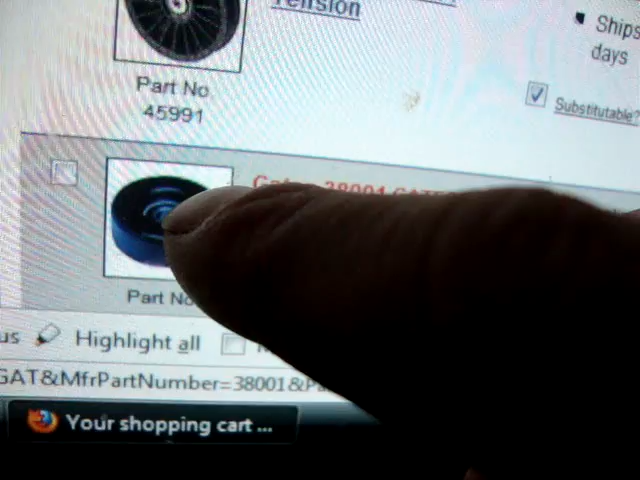 Tension
Ships
days
Part No
45991
Substitutable?
Gates 38001
Part No
Highlight all
GAT&MfrPartNumber=38001&P
Your shopping cart ...